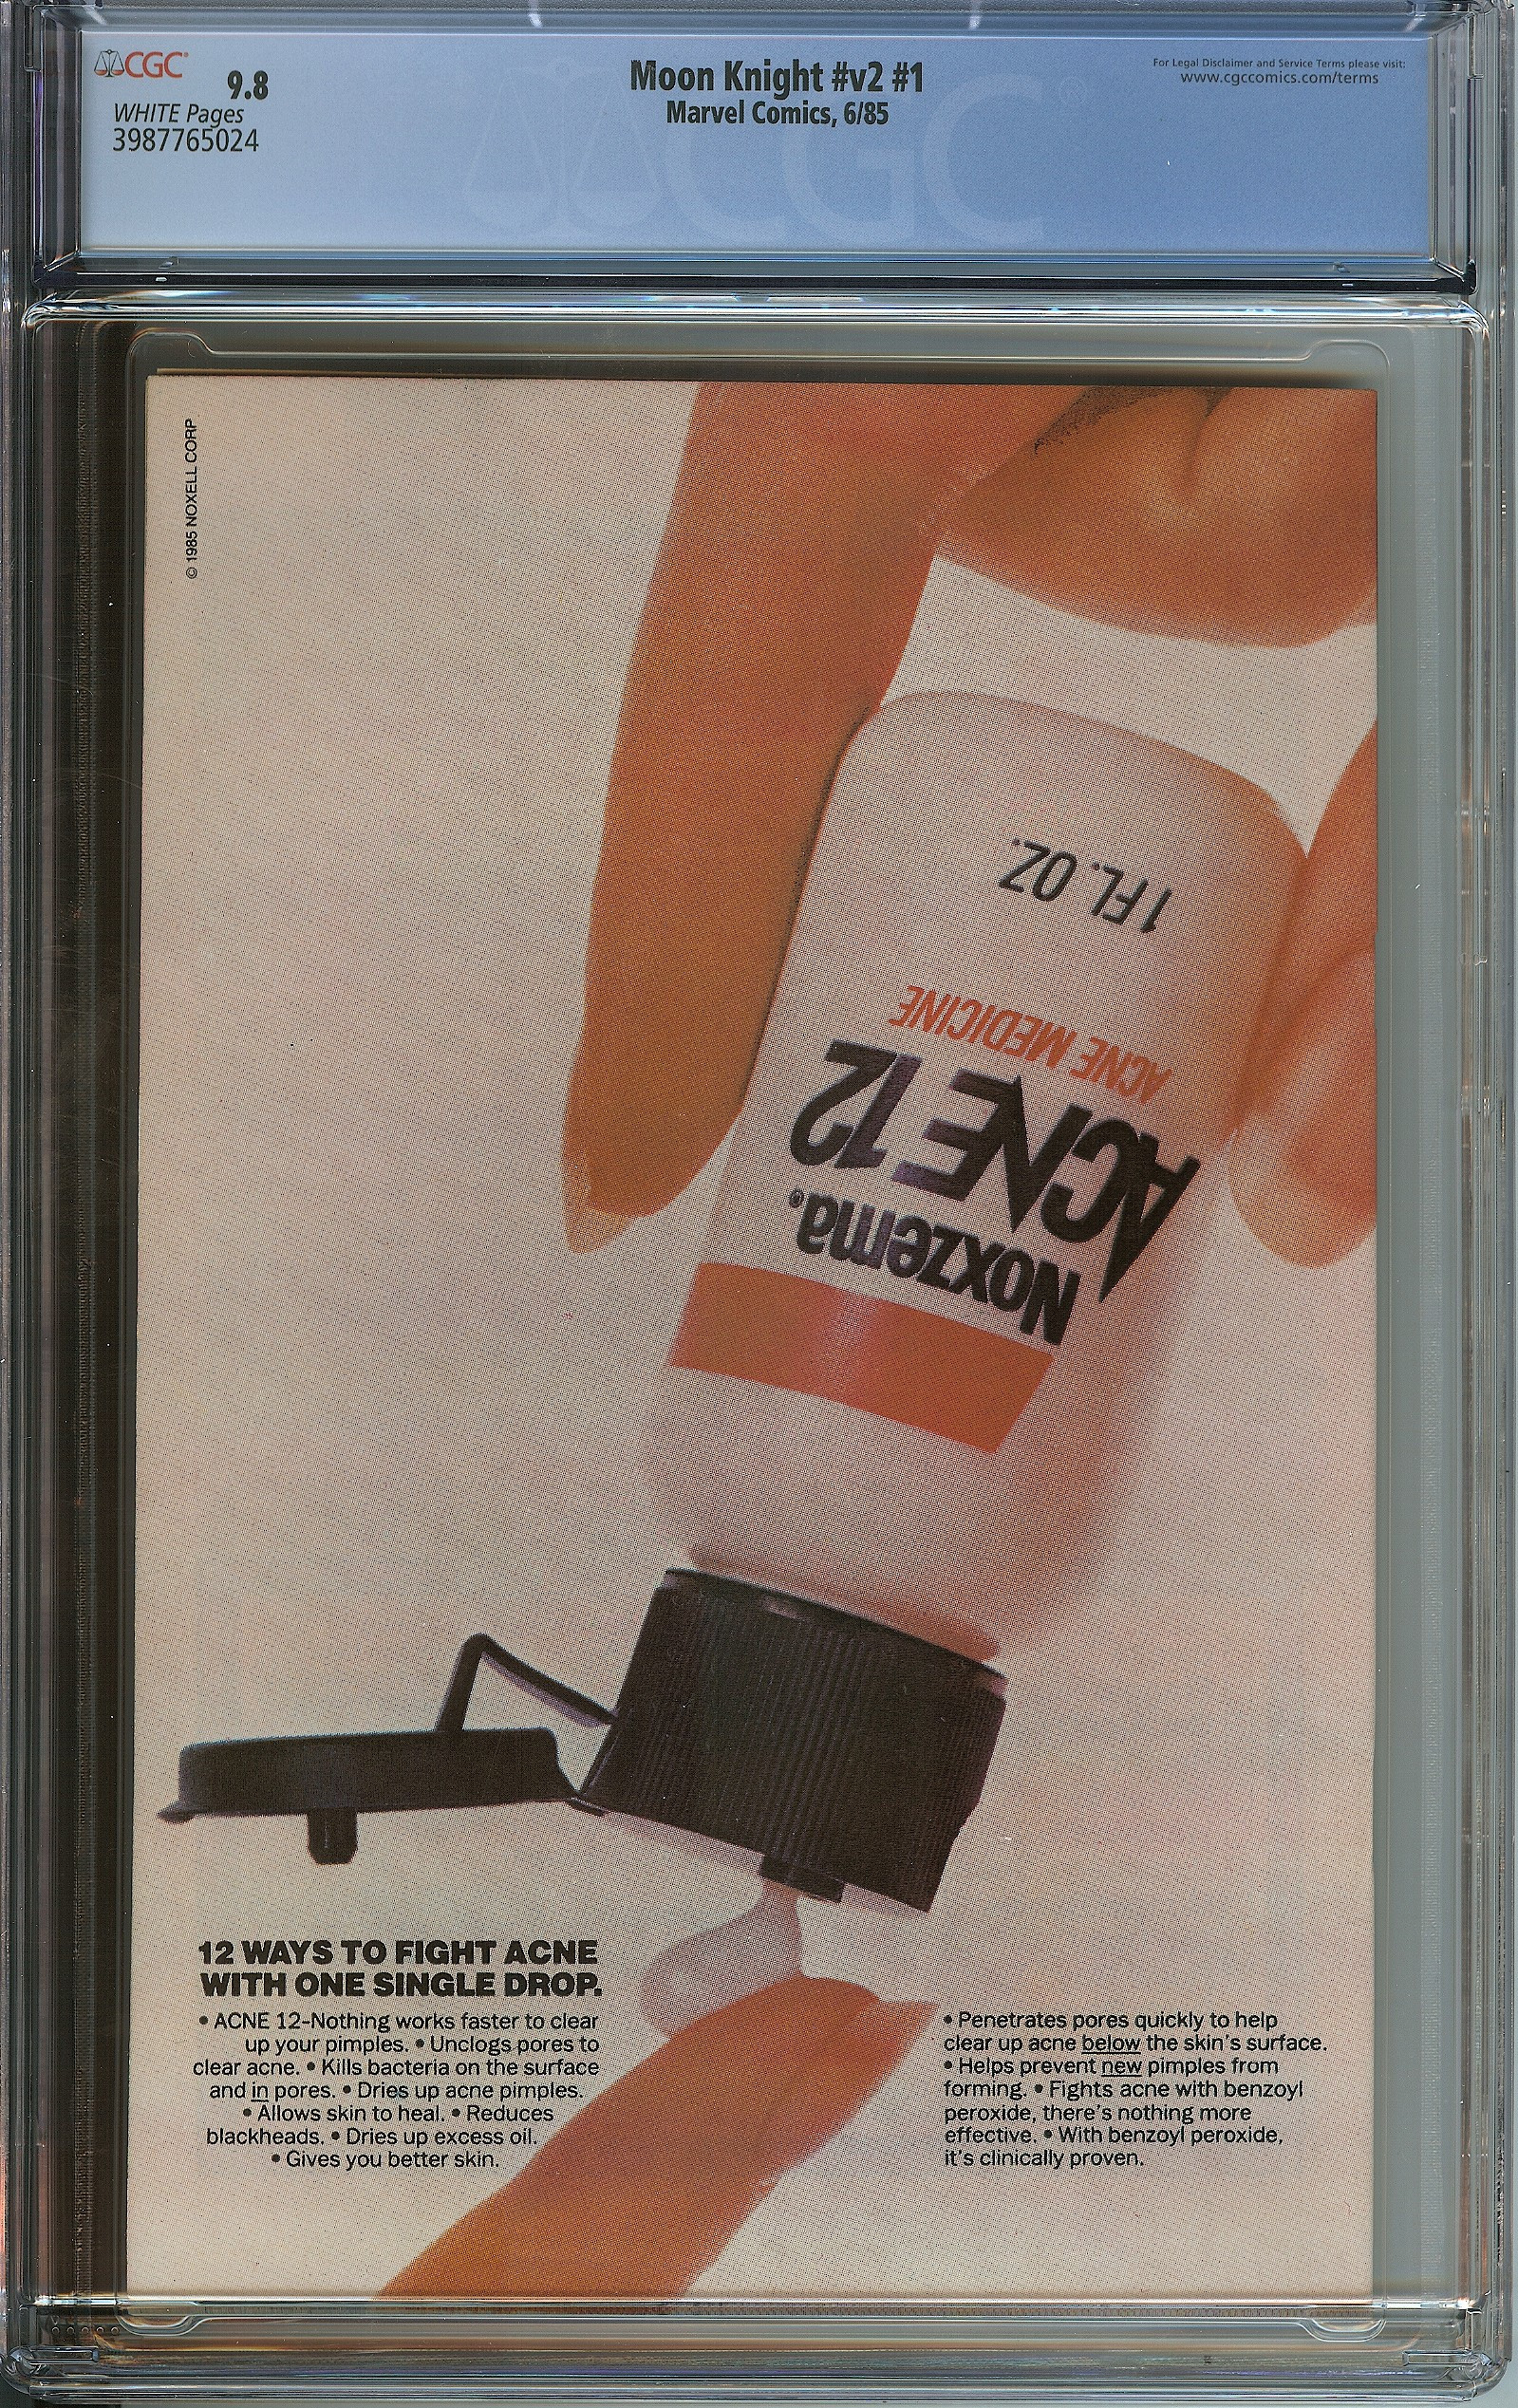 CGC
9.8
WHITE Pages
3987765024
Moon Knight #v2 #1
Marvel Comics, 6/85
For Legal Disclaimer and Service Terms please visit:
www.cgccomics.com/terms
CGC
© 1985 NOXELL CORP
1 FL. OZ.
ACNE MEDICINE
ACNE 12
Noxzema®
12 WAYS TO FIGHT ACNE
WITH ONE SINGLE DROP.
• ACNE 12-Nothing works faster to clear
up your pimples. • Unclogs pores to
clear acne. • Kills bacteria on the surface
and in pores. • Dries up acne pimples.
• Allows skin to heal. • Reduces
blackheads. • Dries up excess oil.
• Gives you better skin.
• Penetrates pores quickly to help
clear up acne below the skin's surface.
• Helps prevent new pimples from
forming. • Fights acne with benzoyl
peroxide, there's nothing more
effective. • With benzoyl peroxide,
it's clinically proven.